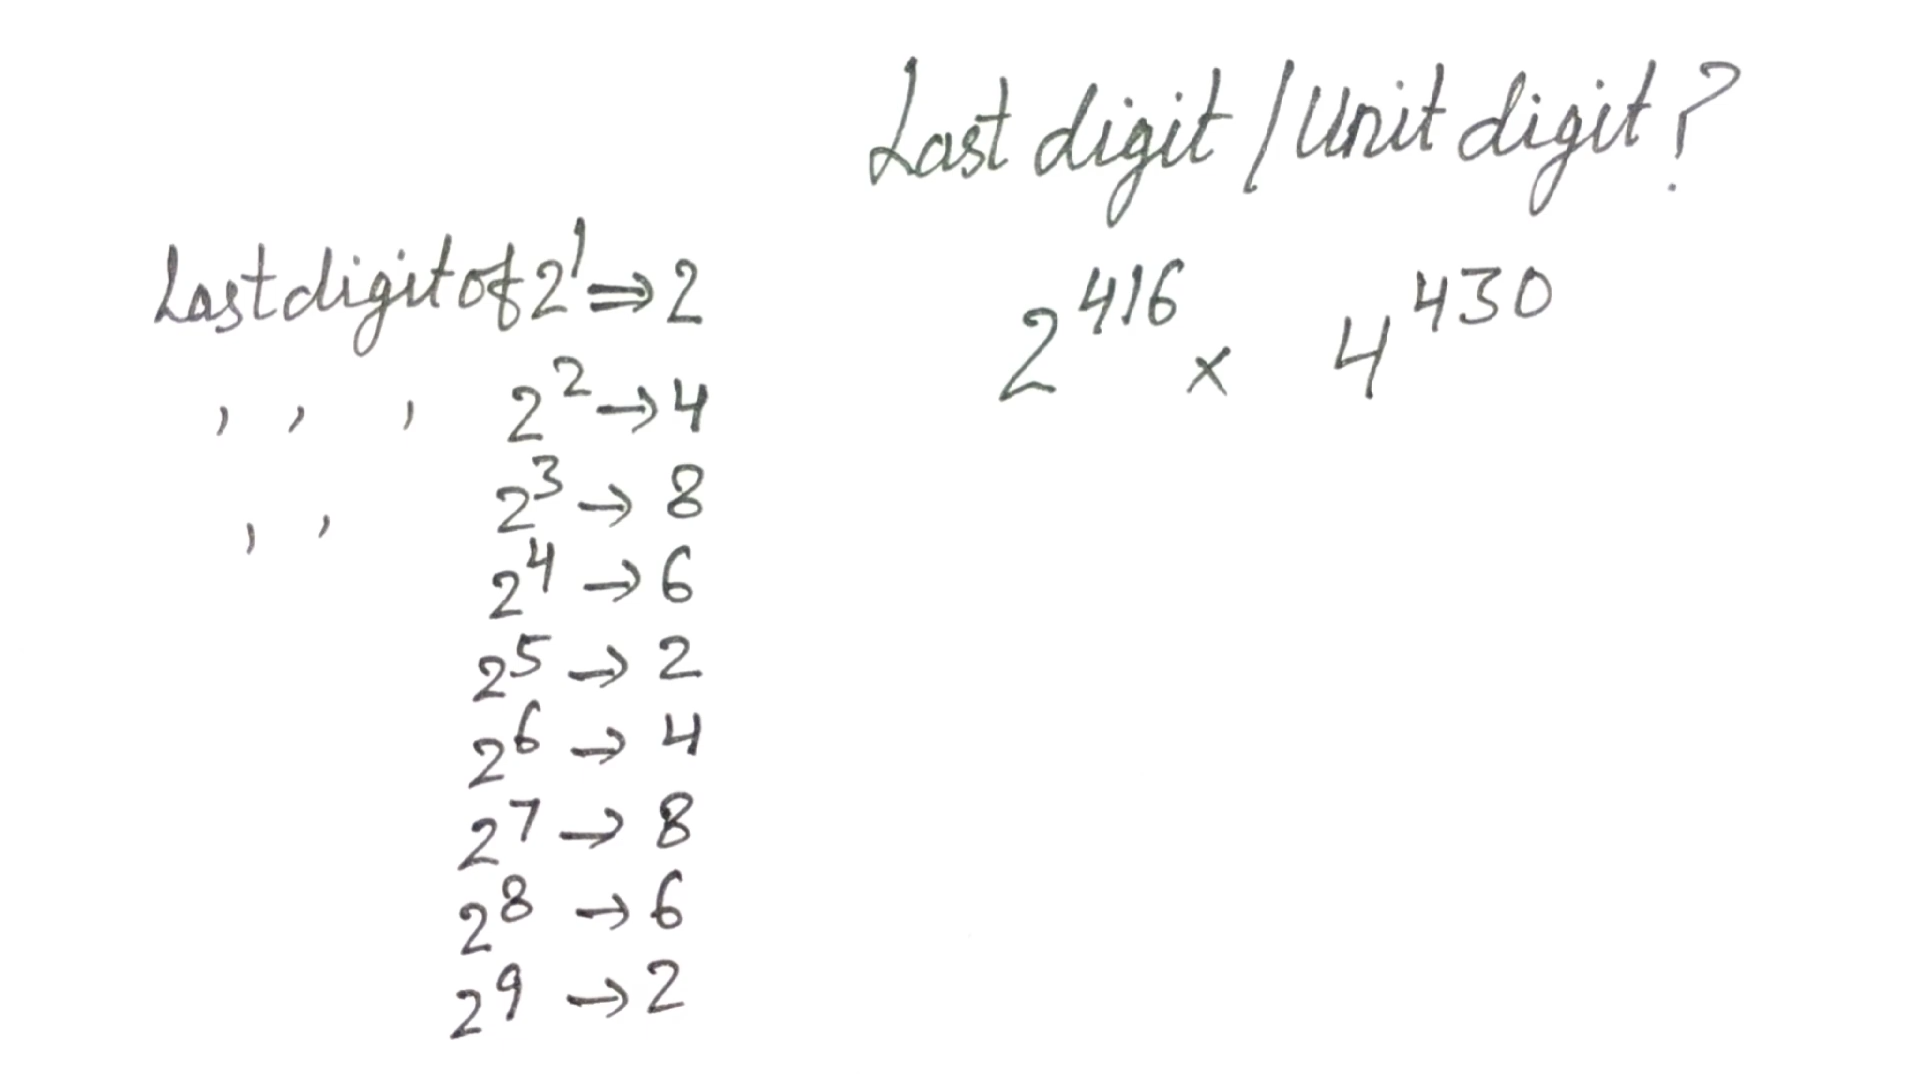 Last digit / Unit digit?
2^416 × 4^430
Last digit of 2^1 ⇒ 2
, , , 2^2 → 4
, , 2^3 → 8
2^4 → 6
2^5 → 2
2^6 → 4
2^7 → 8
2^8 → 6
2^9 → 2